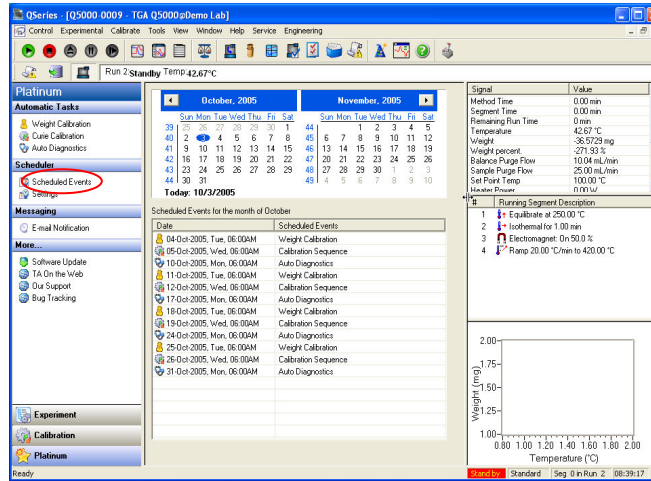 QSeries - [Q5000-0009 - TGA Q5000@Demo Lab]
Control Experimental Calibrate Tools View Window Help Service Engineering
Run 2 Standby Temp: 42.67°C
Platinum
Automatic Tasks
Weight Calibration
Curie Calibration
Auto Diagnostics
Scheduler
Scheduled Events
Settings
Messaging
E-mail Notification
More...
Software Update
TA On the Web
Our Support
Bug Tracking
Experiment
Calibration
Platinum
October, 2005
Sun Mon Tue Wed Thu Fri Sat
39 25 26 27 28 29 30 1
40 2 3 4 5 6 7 8
41 9 10 11 12 13 14 15
42 16 17 18 19 20 21 22
43 23 24 25 26 27 28 29
44 30 31
Today: 10/3/2005
November, 2005
Sun Mon Tue Wed Thu Fri Sat
44 1 2 3 4 5
45 6 7 8 9 10 11 12
46 13 14 15 16 17 18 19
47 20 21 22 23 24 25 26
48 27 28 29 30 1 2 3
49 4 5 6 7 8 9 10
Scheduled Events for the month of October
Date Scheduled Events
04-Oct-2005, Tue, 06:00AM Weight Calibration
05-Oct-2005, Wed, 06:00AM Calibration Sequence
10-Oct-2005, Mon, 06:00AM Auto Diagnostics
11-Oct-2005, Tue, 06:00AM Weight Calibration
12-Oct-2005, Wed, 06:00AM Calibration Sequence
17-Oct-2005, Mon, 06:00AM Auto Diagnostics
18-Oct-2005, Tue, 06:00AM Weight Calibration
19-Oct-2005, Wed, 06:00AM Calibration Sequence
24-Oct-2005, Mon, 06:00AM Auto Diagnostics
25-Oct-2005, Tue, 06:00AM Weight Calibration
26-Oct-2005, Wed, 06:00AM Calibration Sequence
31-Oct-2005, Mon, 06:00AM Auto Diagnostics
Signal Value
Method Time 0.00 min
Segment Time 0.00 min
Remaining Run Time 0 min
Temperature 42.67 °C
Weight -36.5729 mg
Weight percent. -271.93 %
Balance Purge Flow 10.04 mL/min
Sample Purge Flow 25.00 mL/min
Set Point Temp 100.00 °C
Heater Power 0.00 W
# Running Segment Description
1 Equilibrate at 250.00 °C
2 Isothermal for 1.00 min
3 Electromagnet: On 50.0 %
4 Ramp 20.00 °C/min to 420.00 °C
Weight (mg)
2.00
1.75
1.50
1.25
1.00
0.80 1.00 1.20 1.40 1.60 1.80 2.00
Temperature (°C)
Ready
Stand by Standard Seg 0 in Run 2 08:39:17